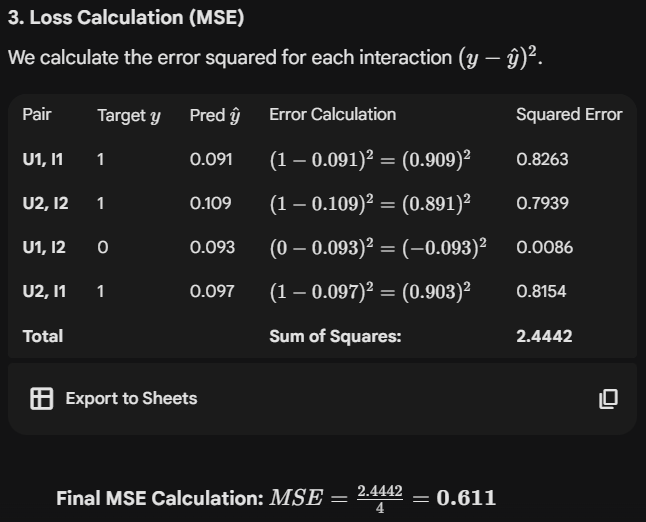 3. Loss Calculation (MSE)
We calculate the error squared for each interaction (y − ŷ)².
Pair Target y Pred ŷ Error Calculation Squared Error
U1, I1 1 0.091 (1 − 0.091)² = (0.909)² 0.8263
U2, I2 1 0.109 (1 − 0.109)² = (0.891)² 0.7939
U1, I2 0 0.093 (0 − 0.093)² = (−0.093)² 0.0086
U2, I1 1 0.097 (1 − 0.097)² = (0.903)² 0.8154
Total Sum of Squares: 2.4442
Export to Sheets
Final MSE Calculation: MSE = 2.4442/4 = 0.611